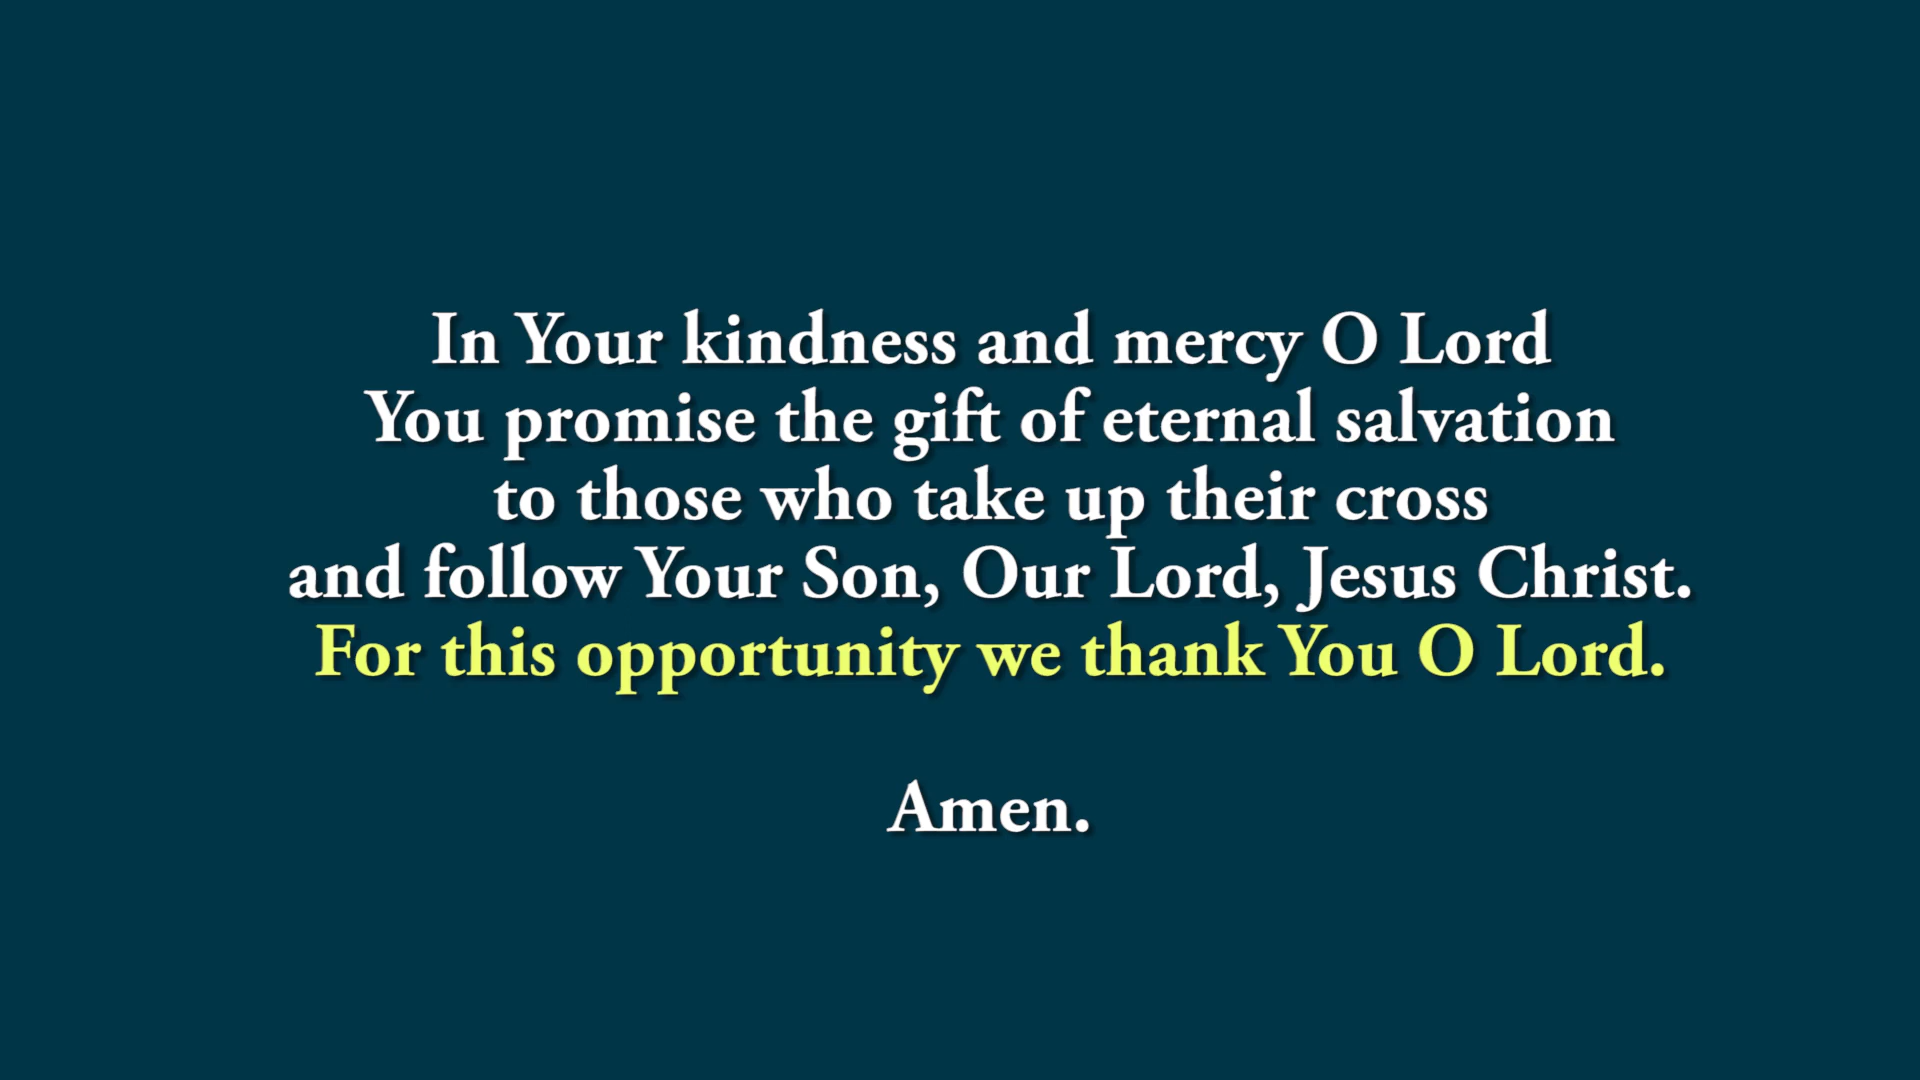 In Your kindness and mercy O Lord
You promise the gift of eternal salvation
to those who take up their cross
and follow Your Son, Our Lord, Jesus Christ.
For this opportunity we thank You O Lord.
Amen.